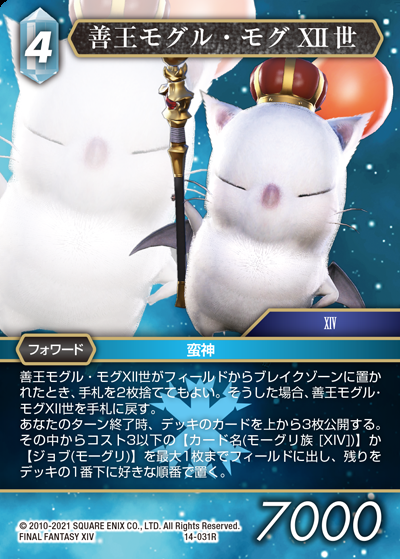 4
善王モグル・モグ XII 世
XIV
フォワード
蛮神
善王モグル・モグXII世がフィールドからブレイクゾーンに置か
れたとき、手札を2枚捨ててもよい。そうした場合、善王モグル・
モグXII世を手札に戻す。
あなたのターン終了時、デッキのカードを上から3枚公開する。
その中からコスト3以下の【カード名(モーグリ族 [XIV])】か
【ジョブ(モーグリ)】を最大1枚までフィールドに出し、残りを
デッキの1番下に好きな順番で置く。
© 2010-2021 SQUARE ENIX CO., LTD. All Rights Reserved.
FINAL FANTASY XIV
14-031R
7000